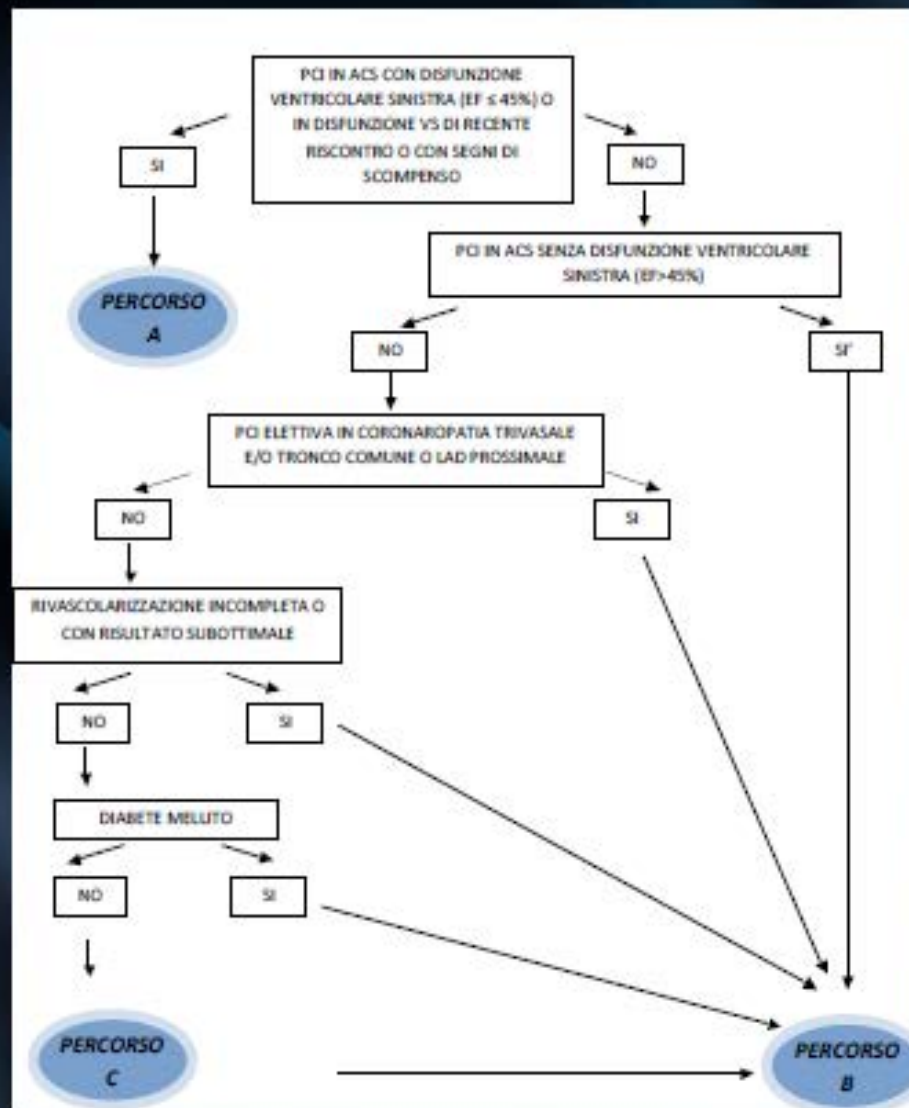 PCI IN ACS CON DISFUNZIONE
VENTRICOLARE SINISTRA (EF ≤ 45%) O
IN DISFUNZIONE VS DI RECENTE
RISCONTRO O CON SEGNI DI
SCOMPENSO
SI
NO
PERCORSO
A
PCI IN ACS SENZA DISFUNZIONE VENTRICOLARE
SINISTRA (EF>45%)
NO
SI'
PCI ELETTIVA IN CORONAROPATIA TRIVASALE
E/O TRONCO COMUNE O LAD PROSSIMALE
NO
SI
RIVASCOLARIZZAZIONE INCOMPLETA O
CON RISULTATO SUBOTTIMALE
NO
SI
DIABETE MELLITO
NO
SI
PERCORSO
C
PERCORSO
B